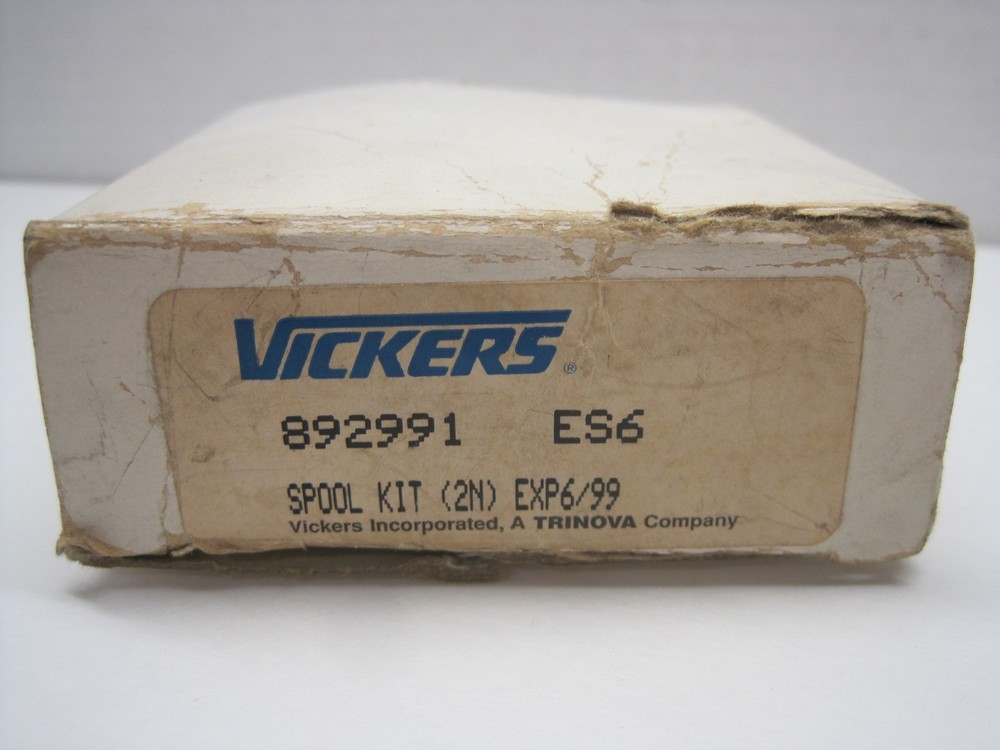 VICKERS®
892991 ES6
SPOOL KIT (2N) EXP6/99
Vickers Incorporated, A TRINOVA Company